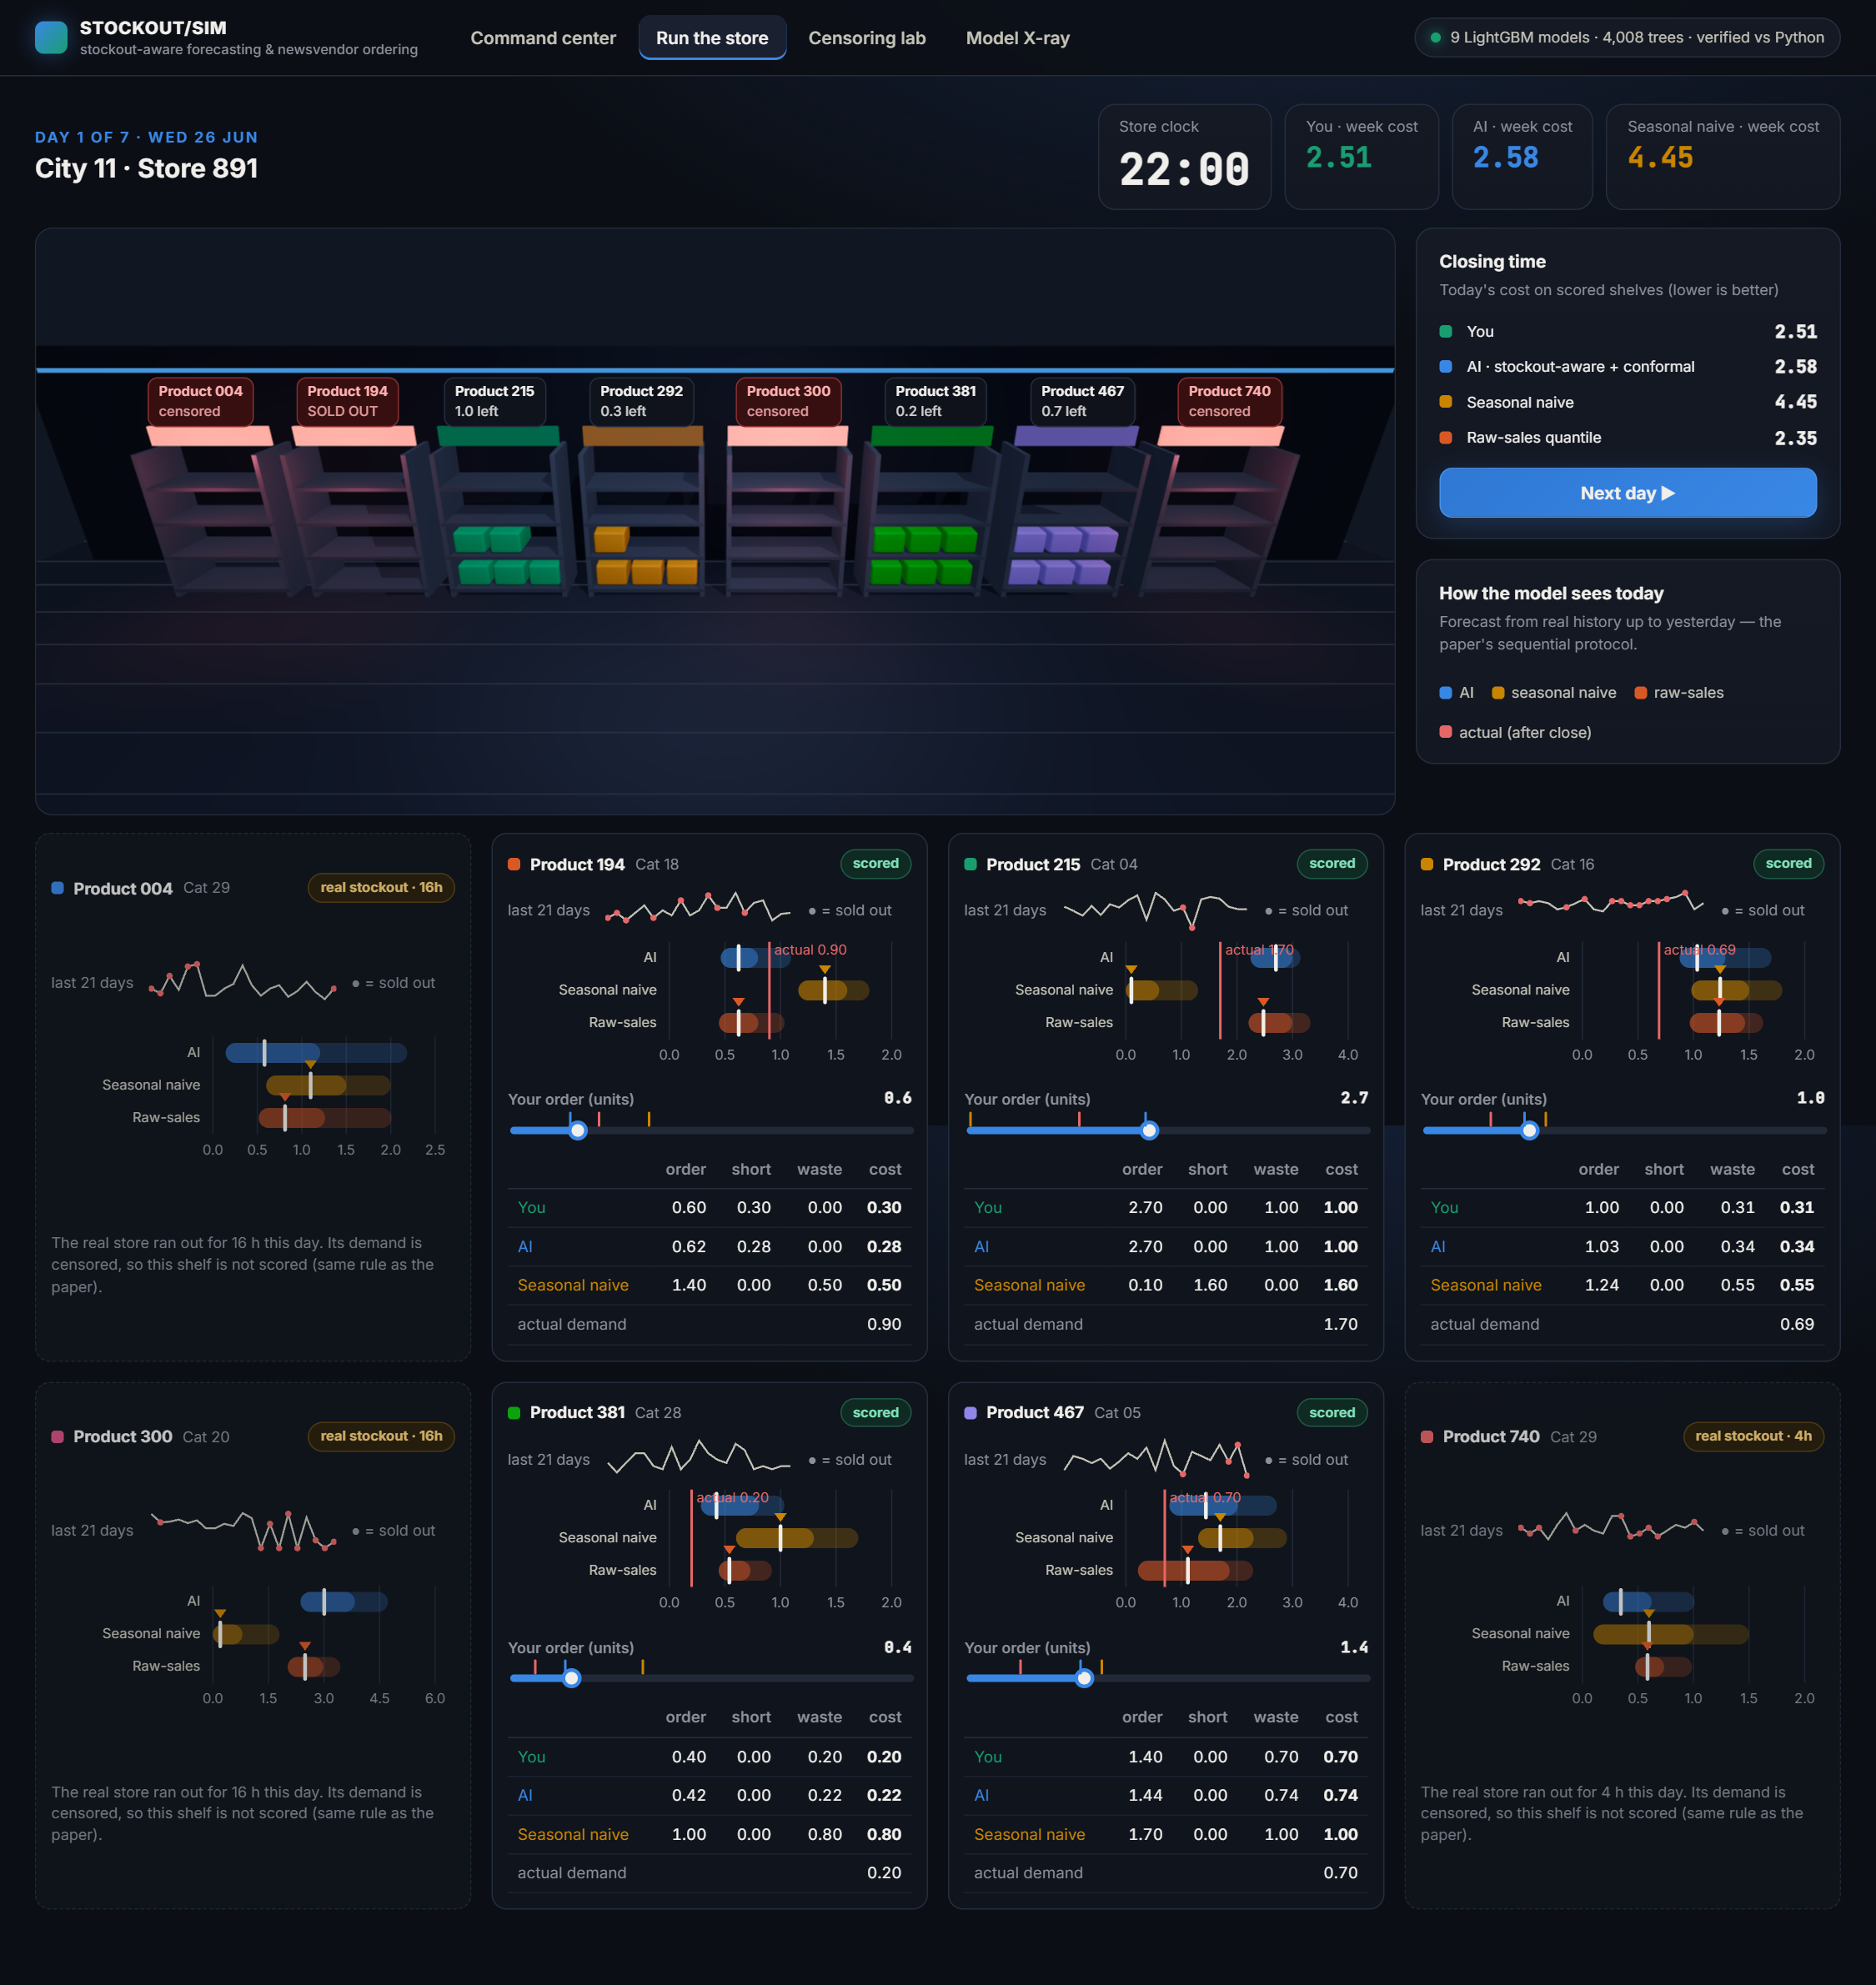 STOCKOUT/SIM
stockout-aware forecasting & newsvendor ordering
Command center
Run the store
Censoring lab
Model X-ray
9 LightGBM models · 4,008 trees · verified vs Python
DAY 1 OF 7 · WED 26 JUN
City 11 · Store 891
Store clock
22:00
You · week cost
2.51
AI · week cost
2.58
Seasonal naive · week cost
4.45
Product 004
censored
Product 194
SOLD OUT
Product 215
1.0 left
Product 292
0.3 left
Product 300
censored
Product 381
0.2 left
Product 467
0.7 left
Product 740
censored
Closing time
Today's cost on scored shelves (lower is better)
You 2.51
AI · stockout-aware + conformal 2.58
Seasonal naive 4.45
Raw-sales quantile 2.35
Next day ▶
How the model sees today
Forecast from real history up to yesterday — the
paper's sequential protocol.
AI seasonal naive raw-sales
actual (after close)
Product 004 Cat 29 real stockout · 16h
last 21 days ● = sold out
AI
Seasonal naive
Raw-sales
0.0 0.5 1.0 1.5 2.0 2.5
The real store ran out for 16 h this day. Its demand is
censored, so this shelf is not scored (same rule as the
paper).
Product 194 Cat 18 scored
last 21 days ● = sold out
actual 0.90
AI
Seasonal naive
Raw-sales
0.0 0.5 1.0 1.5 2.0
Your order (units) 0.6
order short waste cost
You 0.60 0.30 0.00 0.30
AI 0.62 0.28 0.00 0.28
Seasonal naive 1.40 0.00 0.50 0.50
actual demand 0.90
Product 215 Cat 04 scored
last 21 days ● = sold out
actual 1.70
AI
Seasonal naive
Raw-sales
0.0 1.0 2.0 3.0 4.0
Your order (units) 2.7
order short waste cost
You 2.70 0.00 1.00 1.00
AI 2.70 0.00 1.00 1.00
Seasonal naive 0.10 1.60 0.00 1.60
actual demand 1.70
Product 292 Cat 16 scored
last 21 days ● = sold out
actual 0.69
AI
Seasonal naive
Raw-sales
0.0 0.5 1.0 1.5 2.0
Your order (units) 1.0
order short waste cost
You 1.00 0.00 0.31 0.31
AI 1.03 0.00 0.34 0.34
Seasonal naive 1.24 0.00 0.55 0.55
actual demand 0.69
Product 300 Cat 20 real stockout · 16h
last 21 days ● = sold out
AI
Seasonal naive
Raw-sales
0.0 1.5 3.0 4.5 6.0
The real store ran out for 16 h this day. Its demand is
censored, so this shelf is not scored (same rule as the
paper).
Product 381 Cat 28 scored
last 21 days ● = sold out
actual 0.20
AI
Seasonal naive
Raw-sales
0.0 0.5 1.0 1.5 2.0
Your order (units) 0.4
order short waste cost
You 0.40 0.00 0.20 0.20
AI 0.42 0.00 0.22 0.22
Seasonal naive 1.00 0.00 0.80 0.80
actual demand 0.20
Product 467 Cat 05 scored
last 21 days ● = sold out
actual 0.70
AI
Seasonal naive
Raw-sales
0.0 1.0 2.0 3.0 4.0
Your order (units) 1.4
order short waste cost
You 1.40 0.00 0.70 0.70
AI 1.44 0.00 0.74 0.74
Seasonal naive 1.70 0.00 1.00 1.00
actual demand 0.70
Product 740 Cat 29 real stockout · 4h
last 21 days ● = sold out
AI
Seasonal naive
Raw-sales
0.0 0.5 1.0 1.5 2.0
The real store ran out for 4 h this day. Its demand is
censored, so this shelf is not scored (same rule as the
paper).